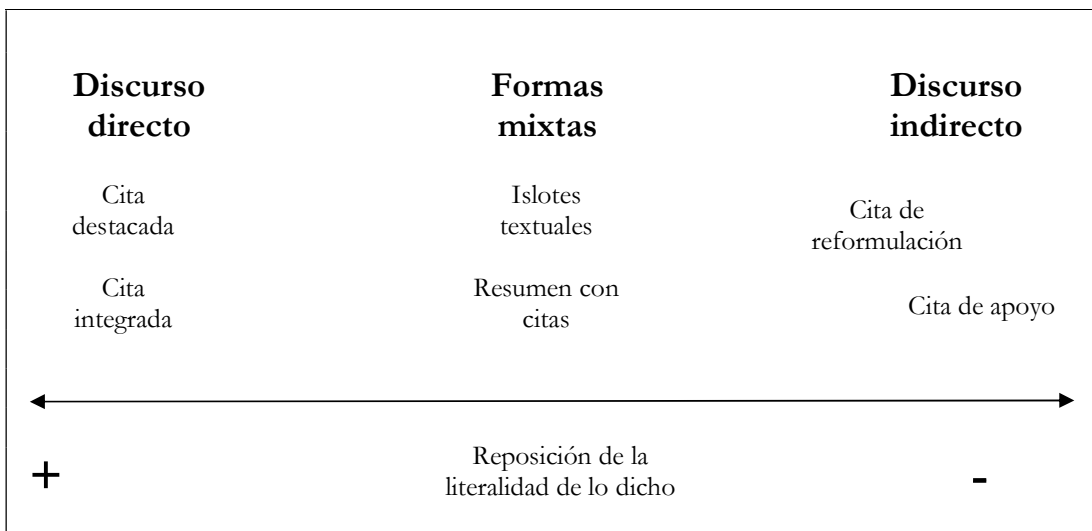 Discurso
directo
Formas
mixtas
Discurso
indirecto
Cita
destacada
Islotes
textuales
Cita de
reformulación
Cita
integrada
Resumen con
citas
Cita de apoyo
+
Reposición de la
literalidad de lo dicho
-